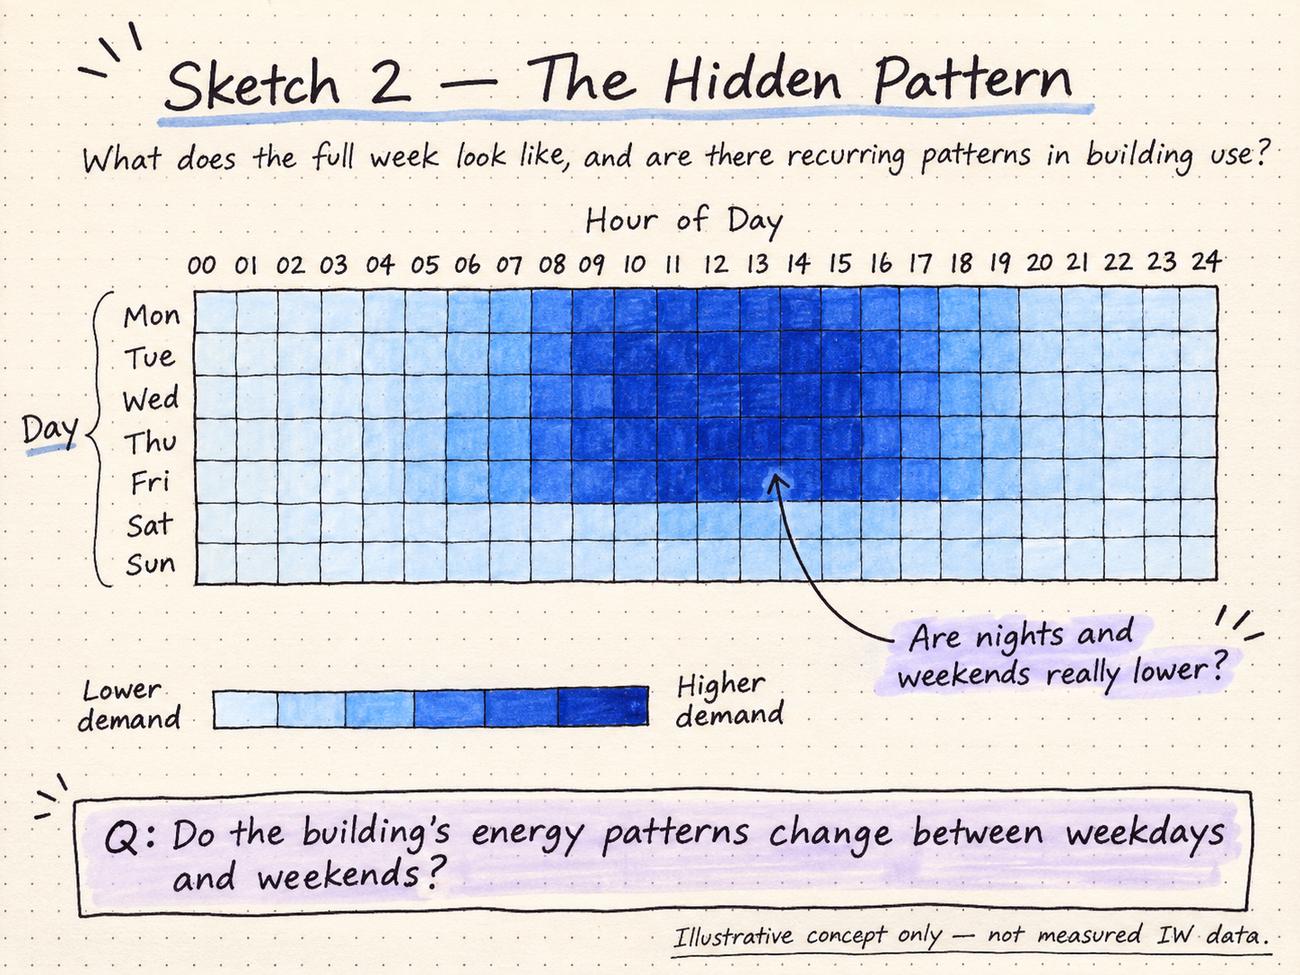 Sketch 2 — The Hidden Pattern
What does the full week look like, and are there recurring patterns in building use?
Hour of Day
00 01 02 03 04 05 06 07 08 09 10 11 12 13 14 15 16 17 18 19 20 21 22 23 24
Day
Mon
Tue
Wed
Thu
Fri
Sat
Sun
Are nights and
weekends really lower?
Lower
demand
Higher
demand
Q: Do the building's energy patterns change between weekdays
and weekends?
Illustrative concept only — not measured IW data.